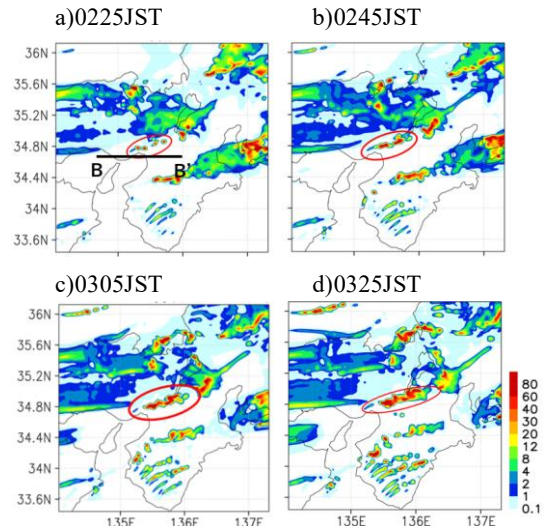 a)0225JST
b)0245JST
36N
35.6N
35.2N
34.8N
34.4N
34N
33.6N
B
B'
c)0305JST
d)0325JST
36N
35.6N
35.2N
34.8N
34.4N
34N
33.6N
135E
136E
137E
135E
136E
137E
80
60
40
30
20
12
8
4
2
1
0.1